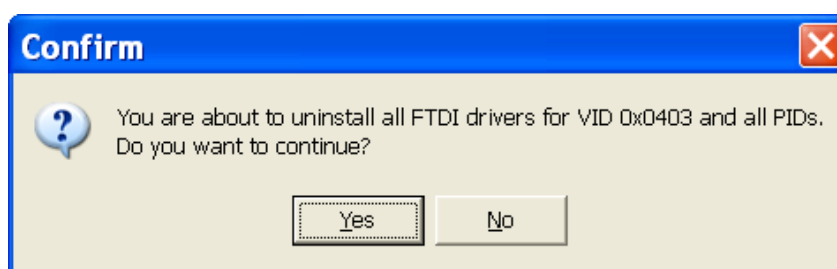 Confirm
You are about to uninstall all FTDI drivers for VID 0x0403 and all PIDs.
Do you want to continue?
Yes
No